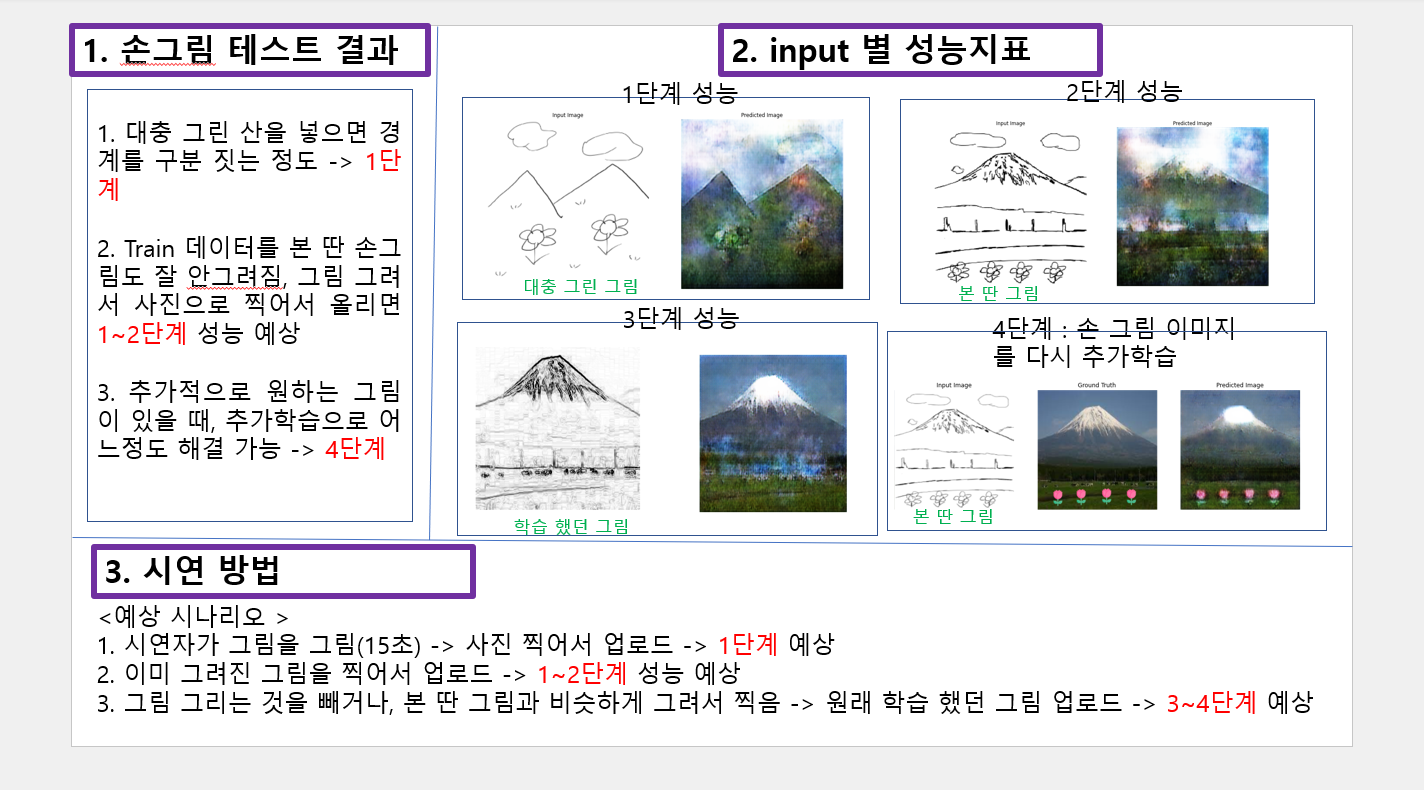 1. 손그림 테스트 결과
1. 대충 그린 산을 넣으면 경
계를 구분 짓는 정도 -> 1단
계
2. Train 데이터를 본 딴 손그
림도 잘 안그려짐, 그림 그려
서 사진으로 찍어서 올리면
1~2단계 성능 예상
3. 추가적으로 원하는 그림
이 있을 때, 추가학습으로 어
느정도 해결 가능 -> 4단계
2. input 별 성능지표
1단계 성능
Input Image
Predicted Image
대충 그린 그림
2단계 성능
Input Image
Predicted Image
본 딴 그림
3단계 성능
학습 했던 그림
4단계 : 손 그림 이미지
를 다시 추가학습
Input Image
Ground Truth
Predicted Image
본 딴 그림
3. 시연 방법
<예상 시나리오 >
1. 시연자가 그림을 그림(15초) -> 사진 찍어서 업로드 -> 1단계 예상
2. 이미 그려진 그림을 찍어서 업로드 -> 1~2단계 성능 예상
3. 그림 그리는 것을 빼거나, 본 딴 그림과 비슷하게 그려서 찍음 -> 원래 학습 했던 그림 업로드 -> 3~4단계 예상